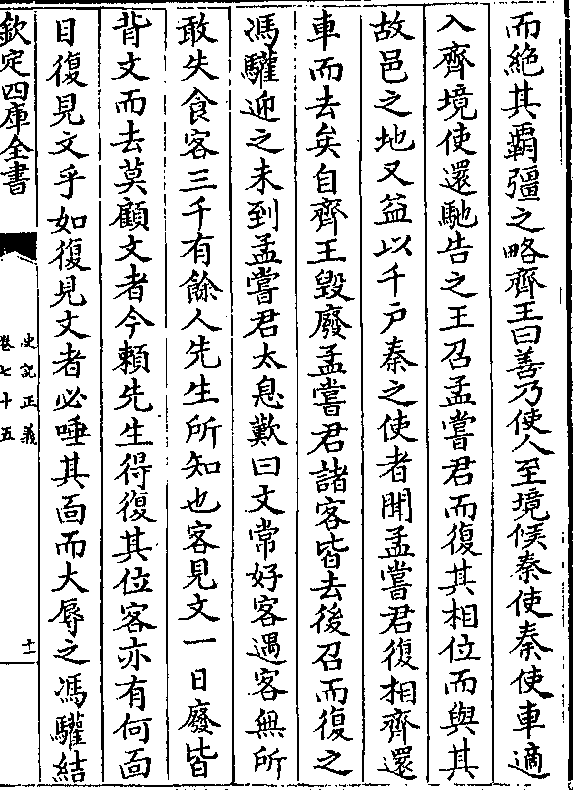 而絶其霸彊之略齊王曰善乃使人至境候秦使秦使車適
入齊境使還馳告之王召孟嘗君而復其相位而與其
故邑之地又益以千戸秦之使者聞孟嘗君復相齊還
車而去矣自齊王毀廢孟嘗君諸客皆去後召而復之
馮驩迎之未到孟嘗君太息歎曰文常好客遇客無所
敢失食客三千有餘人先生所知也客見文一日廢皆
背文而去莫顧文者今賴先生得復其位客亦有何面
目復見文乎如復見文者必唾其面而大辱之馮驩結
欽定四庫全書
史記正義
卷七十五
十一